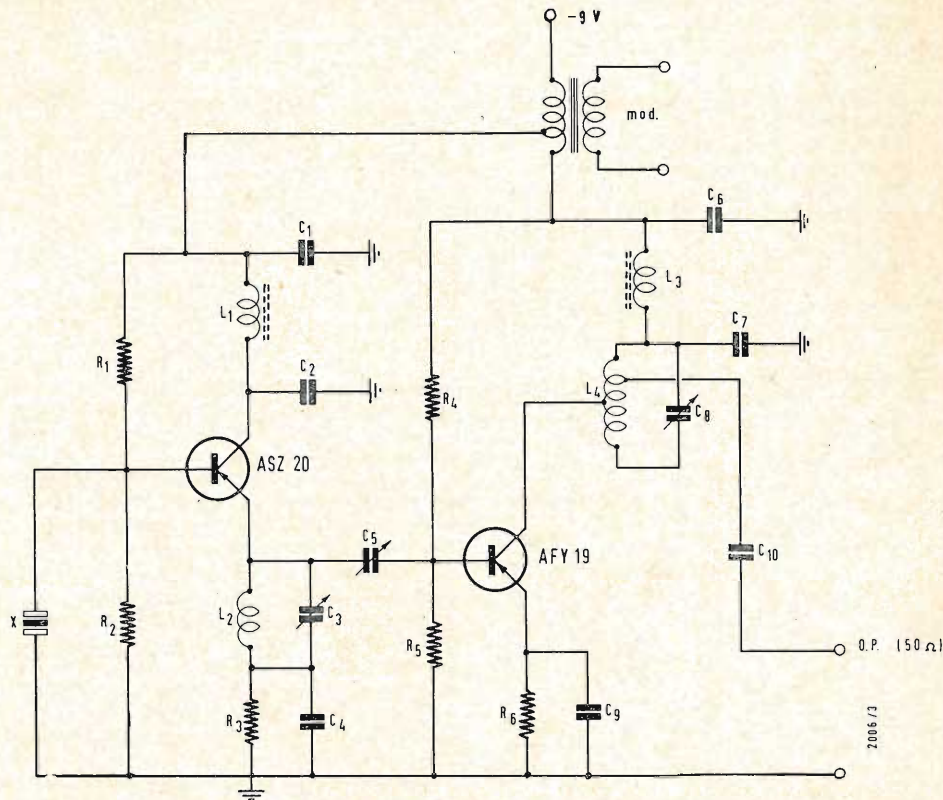 -9 V
mod.
C6
C1
L1
L3
C7
R1
C2
L4
C8
R4
ASZ 20
C5
AFY 19
C10
X
R2
L2
C3
R5
O.P. (50 Ω)
R3
C4
R6
C9
2006/3